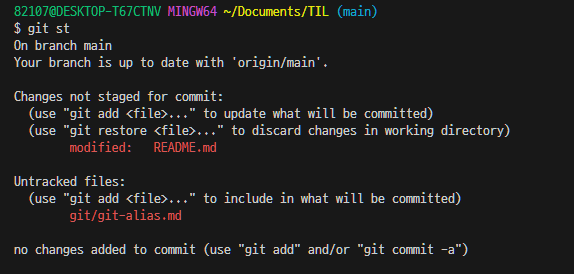 82107@DESKTOP-T67CTNV MINGW64 ~/Documents/TIL (main)
$ git st
On branch main
Your branch is up to date with 'origin/main'.

Changes not staged for commit:
  (use "git add <file>..." to update what will be committed)
  (use "git restore <file>..." to discard changes in working directory)
        modified:   README.md

Untracked files:
  (use "git add <file>..." to include in what will be committed)
        git/git-alias.md

no changes added to commit (use "git add" and/or "git commit -a")